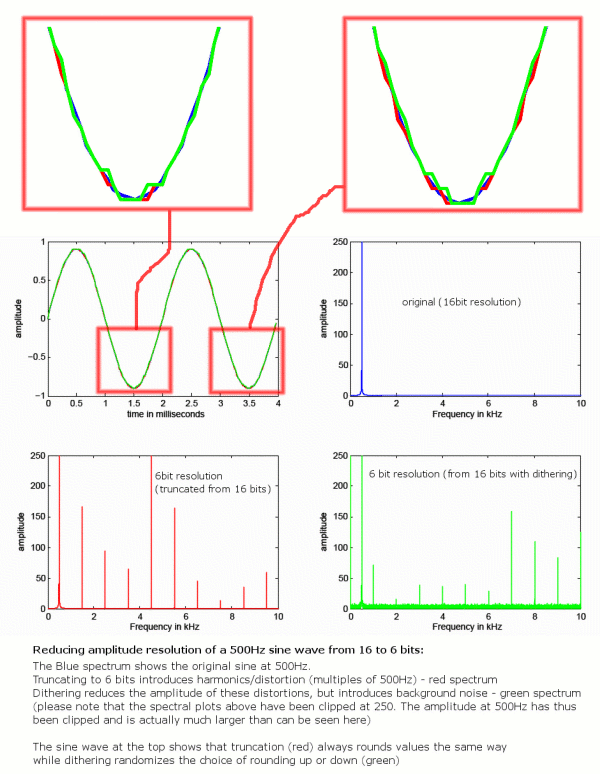 1
0.5
0
−0.5
−1
amplitude
0 0.5 1 1.5 2 2.5 3 3.5 4
time in milliseconds
250
200
150
100
50
0
amplitude
original (16bit resolution)
0 2 4 6 8 10
Frequency in kHz
250
200
150
100
50
0
amplitude
6bit resolution
(truncated from 16 bits)
0 2 4 6 8 10
Frequency in kHz
250
200
150
100
50
0
amplitude
6 bit resolution (from 16 bits with dithering)
0 2 4 6 8 10
Frequency in kHz
Reducing amplitude resolution of a 500Hz sine wave from 16 to 6 bits:
The Blue spectrum shows the original sine at 500Hz.
Truncating to 6 bits introduces harmonics/distortion (multiples of 500Hz) - red spectrum
Dithering reduces the amplitude of these distortions, but introduces background noise - green spectrum
(please note that the spectral plots above have been clipped at 250. The amplitude at 500Hz has thus
been clipped and is actually much larger than can be seen here)
The sine wave at the top shows that truncation (red) always rounds values the same way
while dithering randomizes the choice of rounding up or down (green)